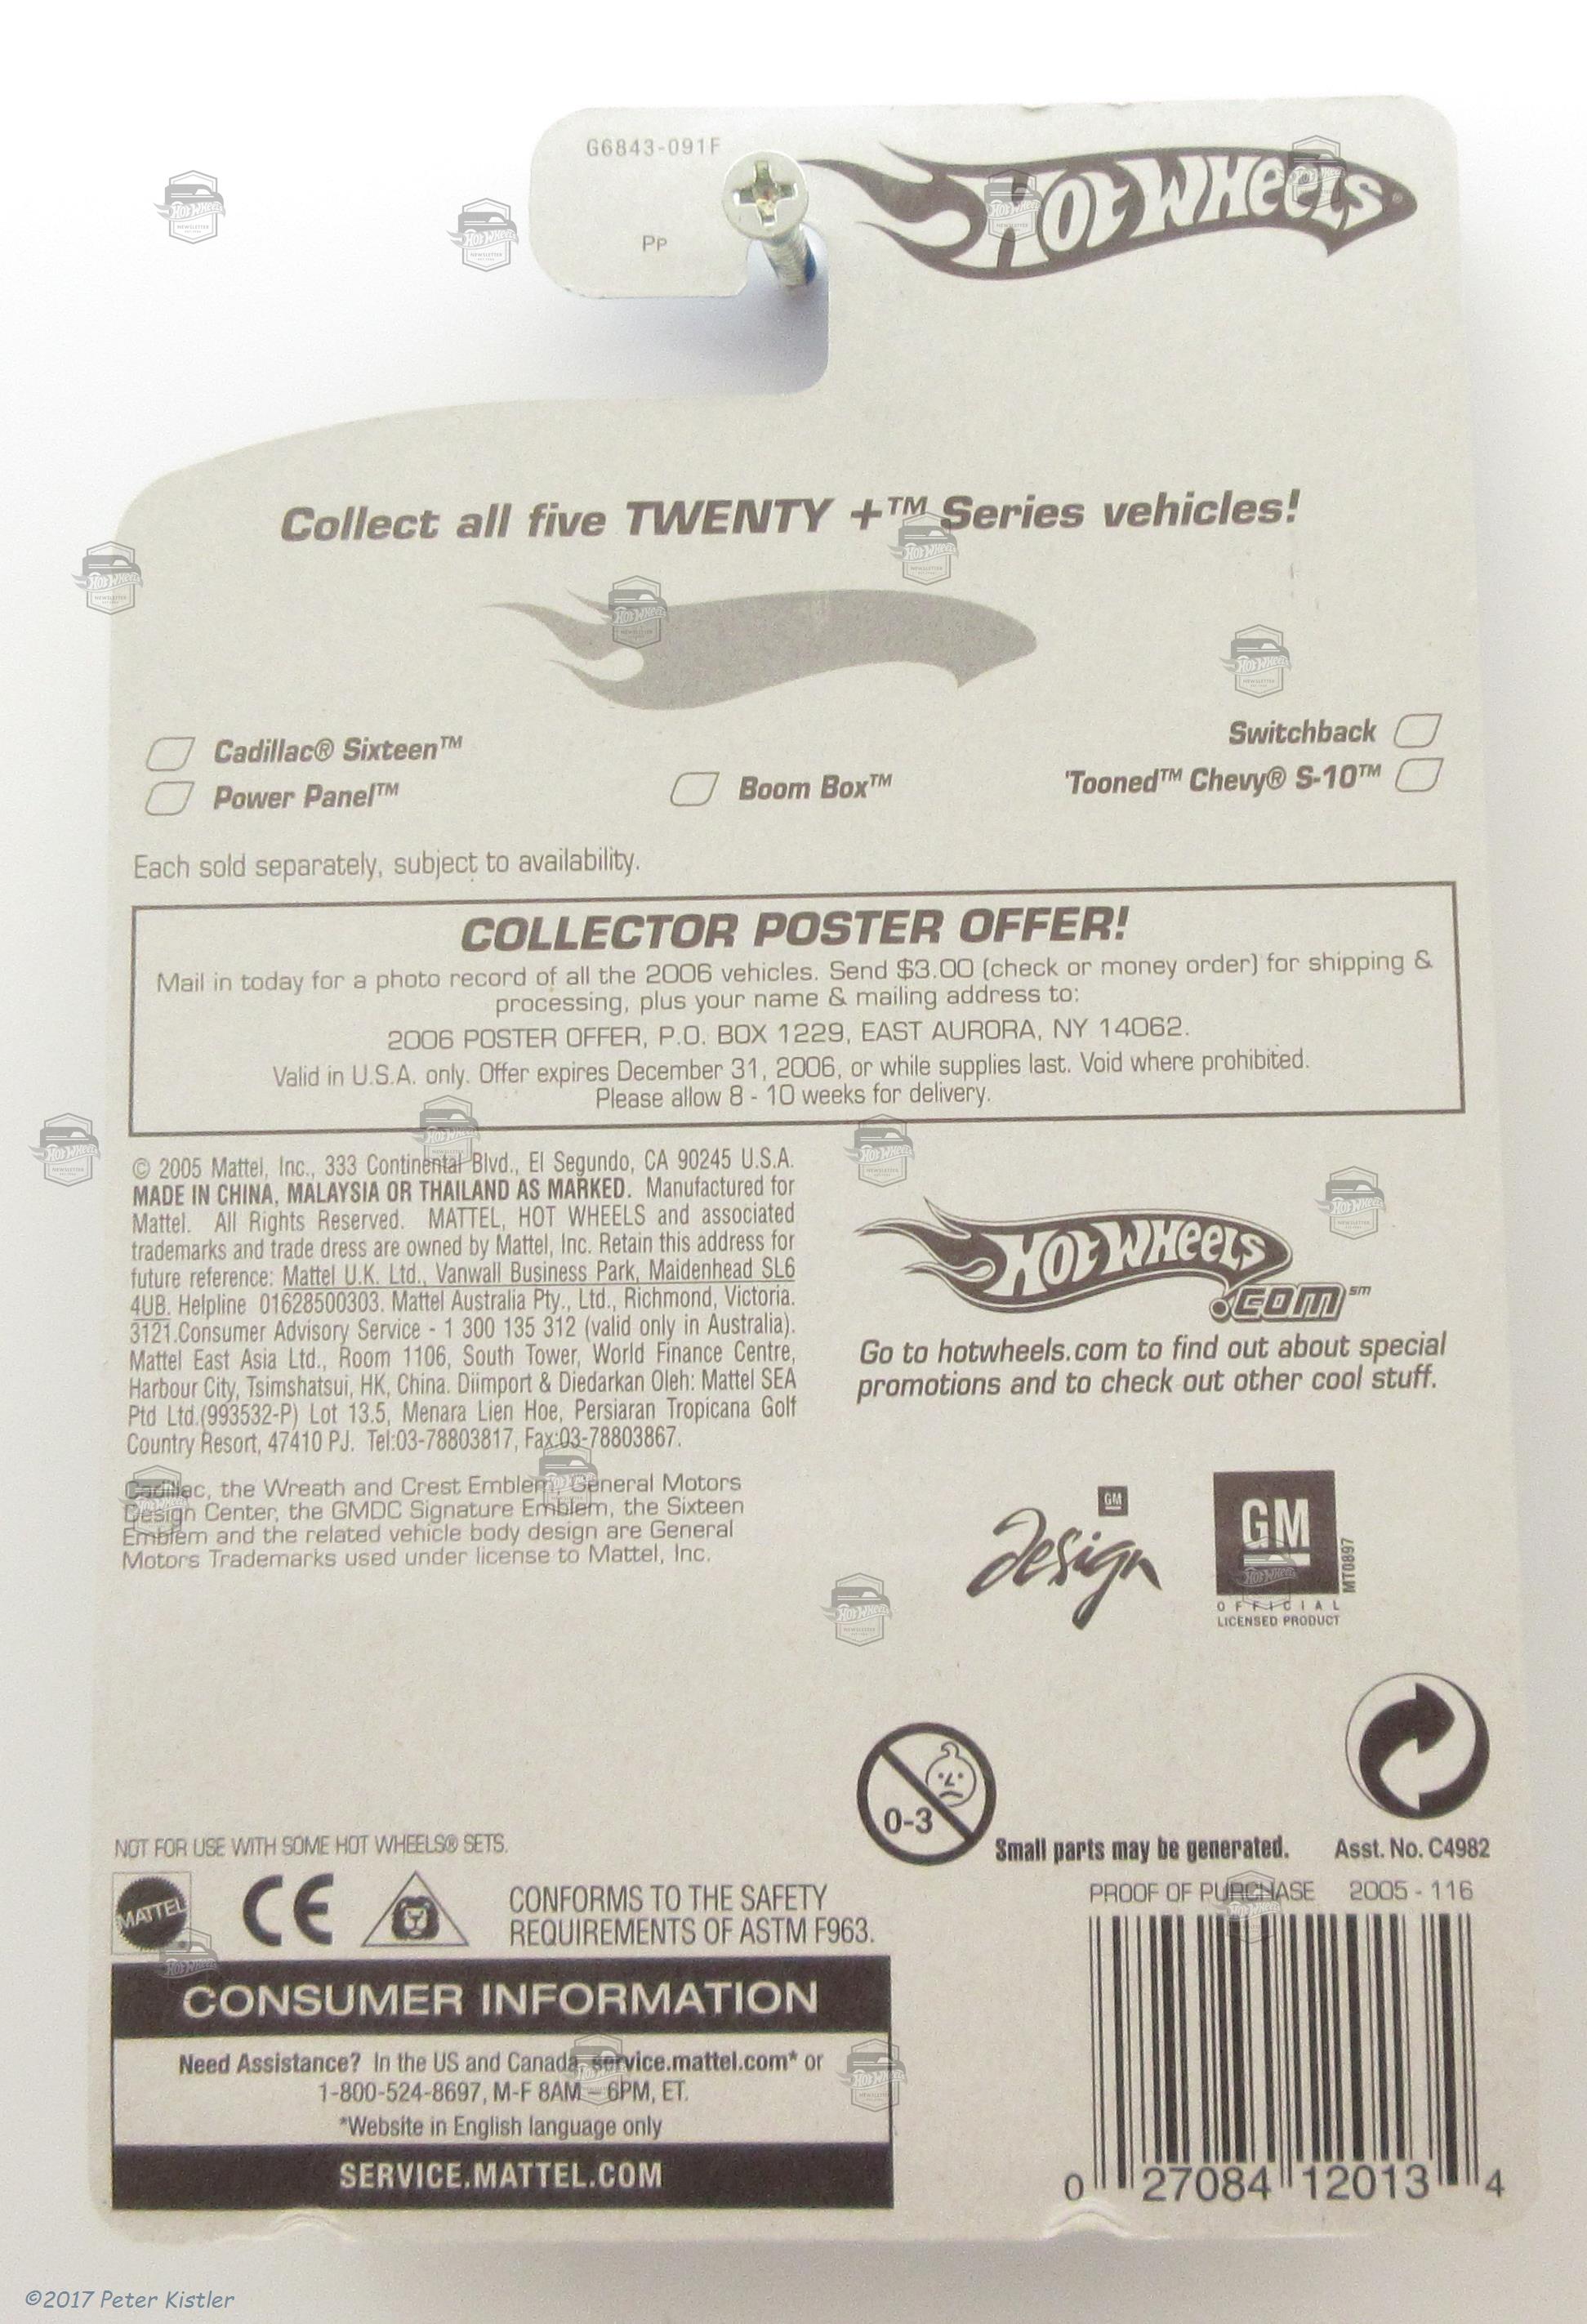 G6843-091F
Pp
HOT WHEELS®
Collect all five TWENTY +™ Series vehicles!
Cadillac® Sixteen™
Power Panel™
Boom Box™
Switchback
'Tooned™ Chevy® S-10™
Each sold separately, subject to availability.
COLLECTOR POSTER OFFER!
Mail in today for a photo record of all the 2006 vehicles. Send $3.00 (check or money order) for shipping &
processing, plus your name & mailing address to:
2006 POSTER OFFER, P.O. BOX 1229, EAST AURORA, NY 14062.
Valid in U.S.A. only. Offer expires December 31, 2006, or while supplies last. Void where prohibited.
Please allow 8 - 10 weeks for delivery.
© 2005 Mattel, Inc., 333 Continental Blvd., El Segundo, CA 90245 U.S.A.
MADE IN CHINA, MALAYSIA OR THAILAND AS MARKED. Manufactured for
Mattel. All Rights Reserved. MATTEL, HOT WHEELS and associated
trademarks and trade dress are owned by Mattel, Inc. Retain this address for
future reference: Mattel U.K. Ltd., Vanwall Business Park, Maidenhead SL6
4UB. Helpline 01628500303. Mattel Australia Pty., Ltd., Richmond, Victoria.
3121.Consumer Advisory Service - 1 300 135 312 (valid only in Australia).
Mattel East Asia Ltd., Room 1106, South Tower, World Finance Centre,
Harbour City, Tsimshatsui, HK, China. Diimport & Diedarkan Oleh: Mattel SEA
Ptd Ltd.(993532-P) Lot 13.5, Menara Lien Hoe, Persiaran Tropicana Golf
Country Resort, 47410 PJ. Tel:03-78803817, Fax:03-78803867.
Cadillac, the Wreath and Crest Emblem, General Motors
Design Center, the GMDC Signature Emblem, the Sixteen
Emblem and the related vehicle body design are General
Motors Trademarks used under license to Mattel, Inc.
HOT WHEELS
.com℠
Go to hotwheels.com to find out about special
promotions and to check out other cool stuff.
GM
design
GM
MT0897
OFFICIAL
LICENSED PRODUCT
0-3
Small parts may be generated.
Asst. No. C4982
NOT FOR USE WITH SOME HOT WHEELS® SETS.
MATTEL
CE
CONFORMS TO THE SAFETY
REQUIREMENTS OF ASTM F963.
PROOF OF PURCHASE 2005 - 116
CONSUMER INFORMATION
Need Assistance? In the US and Canada, service.mattel.com* or
1-800-524-8697, M-F 8AM – 6PM, ET.
*Website in English language only
SERVICE.MATTEL.COM
0 27084 12013 4
©2017 Peter Kistler